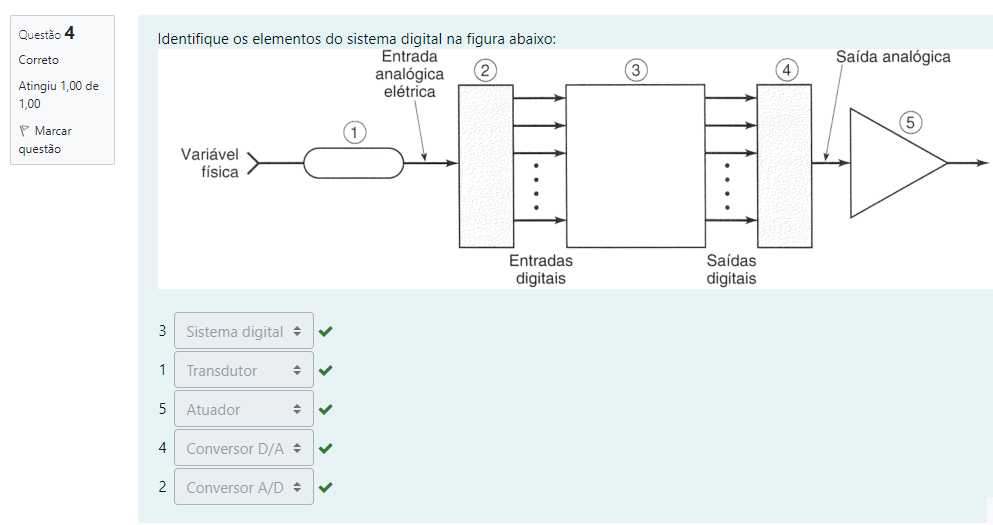 Questão 4
Correto
Atingiu 1,00 de
1,00
Marcar
questão
Identifique os elementos do sistema digital na figura abaixo:
Entrada
analógica
elétrica
2
3
4
Saída analógica
5
1
Variável
física
Entradas
digitais
Saídas
digitais
3 Sistema digital
1 Transdutor
5 Atuador
4 Conversor D/A
2 Conversor A/D